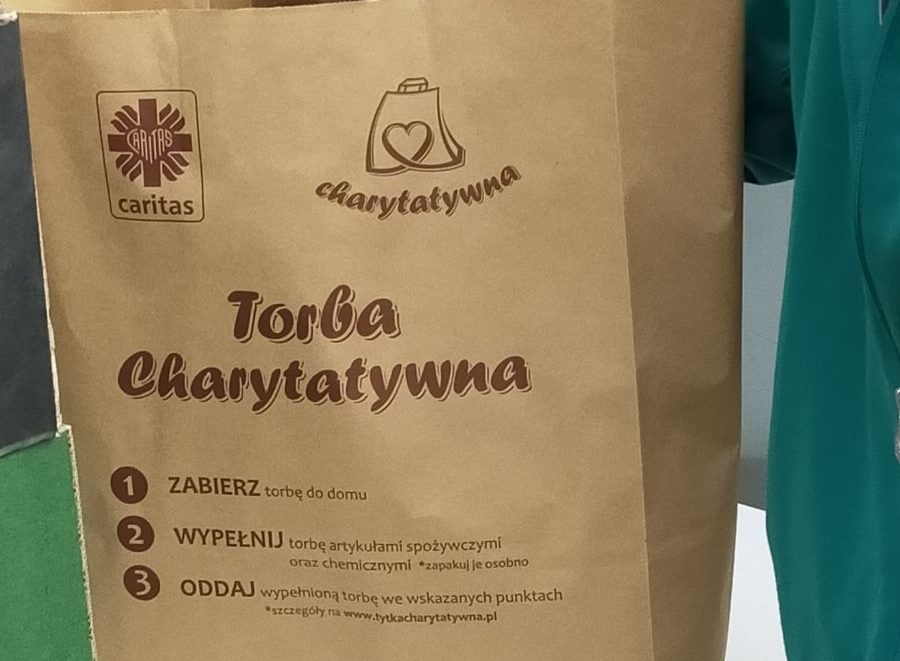 CARITAS
caritas
charytatywna
Torba
Charytatywna
1 ZABIERZ torbę do domu
2 WYPEŁNIJ torbę artykułami spożywczymi
oraz chemicznymi *zapakuj je osobno
3 ODDAJ wypełnioną torbę we wskazanych punktach
*szczegóły na www.tytkacharytatywna.pl